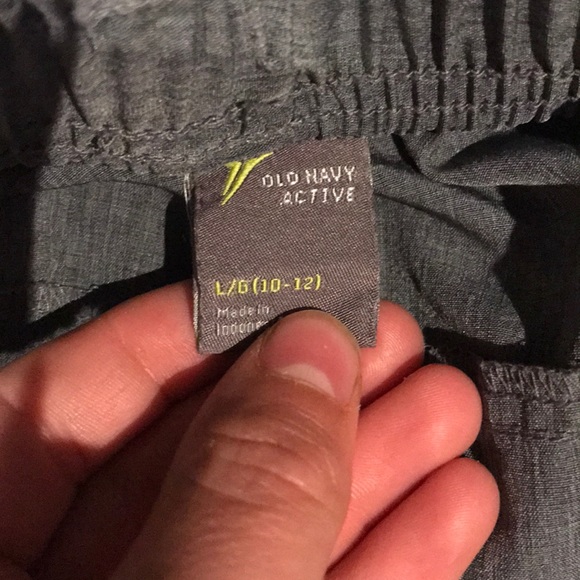 OLD NAVY
ACTIVE
L/G (10-12)
Made in